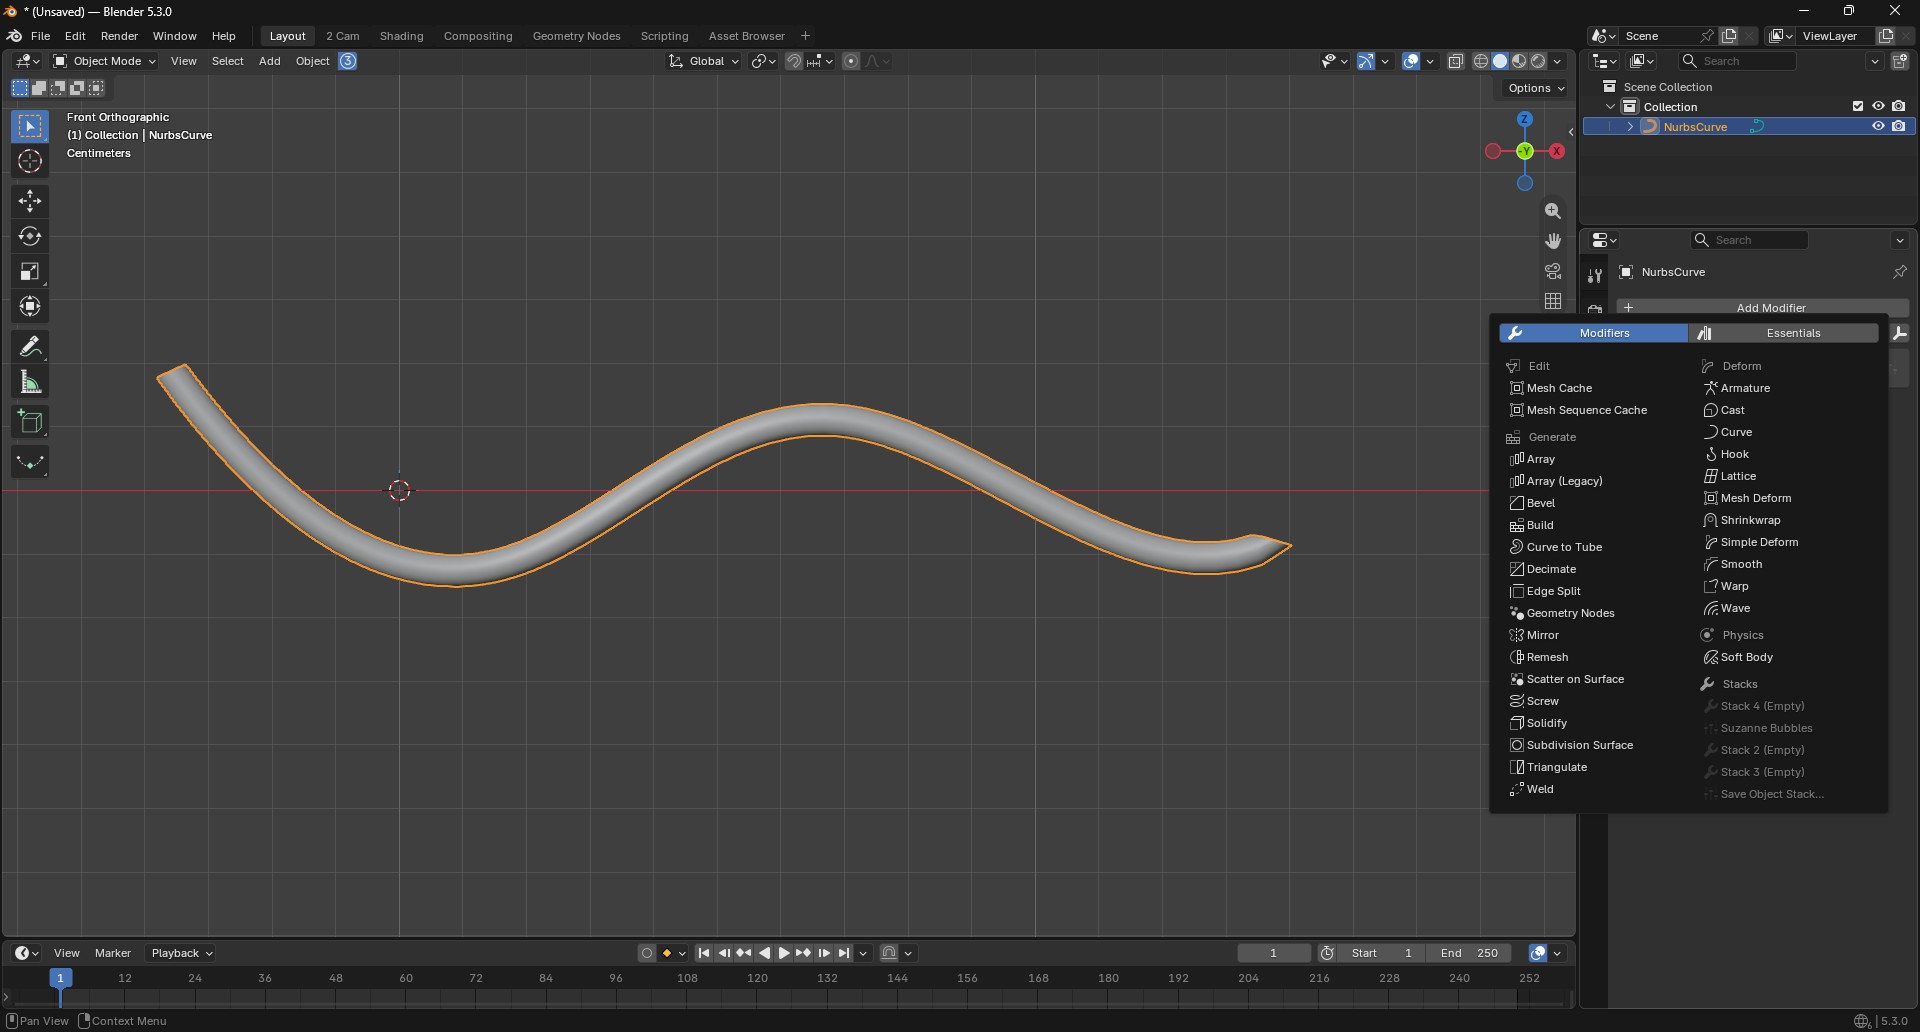 * (Unsaved) — Blender 5.3.0
File Edit Render Window Help Layout 2 Cam Shading Compositing Geometry Nodes Asset Browser Scene ViewLayer
Object Mode View Select Add Object 3 Global Search
Options
Front Orthographic
(1) Collection | NurbsCurve
Centimeters
Z
-Y
X
Scene Collection
Collection
NurbsCurve
Search
NurbsCurve
Add Modifier
Modifiers Essentials
Edit
Mesh Cache
Mesh Sequence Cache
Generate
Array
Array (Legacy)
Bevel
Build
Curve to Tube
Decimate
Edge Split
Geometry Nodes
Mirror
Remesh
Scatter on Surface
Screw
Solidify
Subdivision Surface
Triangulate
Weld
Deform
Armature
Cast
Curve
Hook
Lattice
Mesh Deform
Shrinkwrap
Simple Deform
Smooth
Warp
Wave
Physics
Soft Body
Stacks
Stack 4 (Empty)
Suzanne Bubbles
Stack 2 (Empty)
Stack 3 (Empty)
Save Object Stack...
View Marker Playback 1 Start 1 End 250
1 12 24 36 48 60 72 84 96 108 120 132 144 156 168 180 192 204 216 228 240 252
Pan View Context Menu 5.3.0